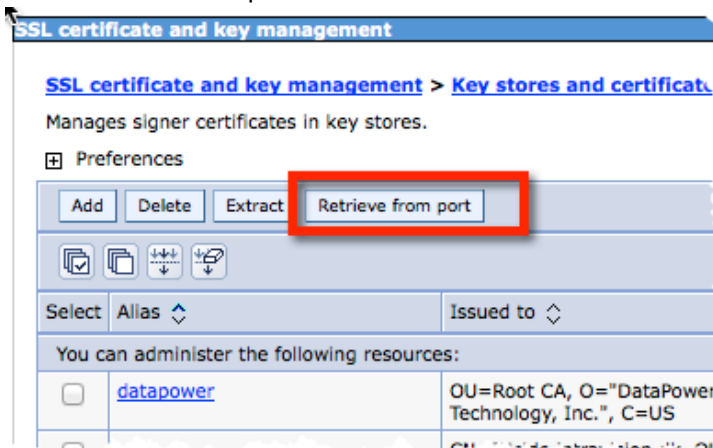 SSL certificate and key management
SSL certificate and key management > Key stores and certificat
Manages signer certificates in key stores.
Preferences
Add Delete Extract Retrieve from port
Select Alias Issued to
You can administer the following resources:
datapower OU=Root CA, O="DataPower
Technology, Inc.", C=US